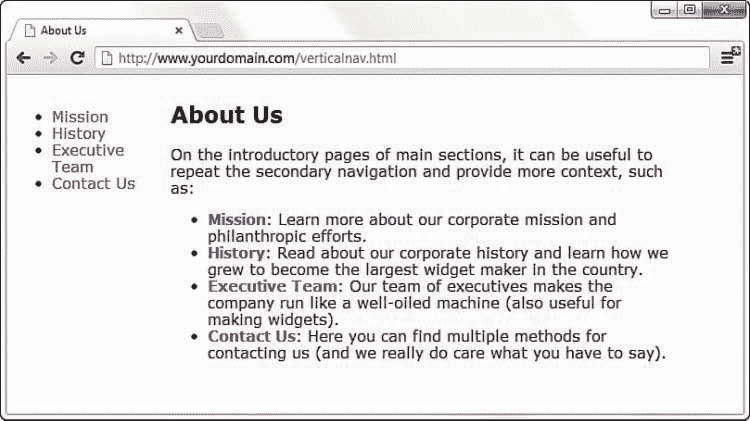 About Us
http://www.yourdomain.com/verticalnav.html
Mission
History
Executive
Team
Contact Us
About Us
On the introductory pages of main sections, it can be useful to
repeat the secondary navigation and provide more context, such
as:
Mission: Learn more about our corporate mission and
philanthropic efforts.
History: Read about our corporate history and learn how we
grew to become the largest widget maker in the country.
Executive Team: Our team of executives makes the
company run like a well-oiled machine (also useful for
making widgets).
Contact Us: Here you can find multiple methods for
contacting us (and we really do care what you have to say).